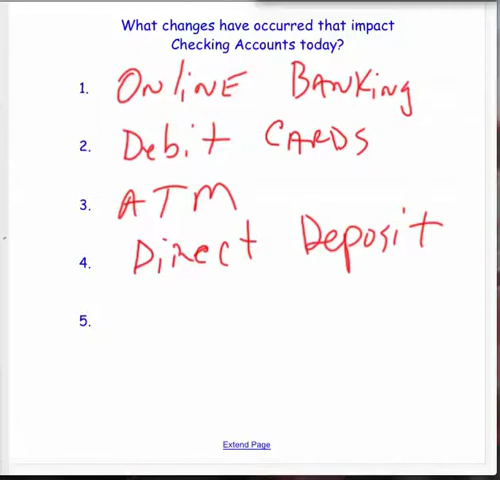 What changes have occurred that impact
Checking Accounts today?
1. OnliNE BANKing
2. Debit CARDS
3. ATM
4. Direct Deposit
5.
Extend Page